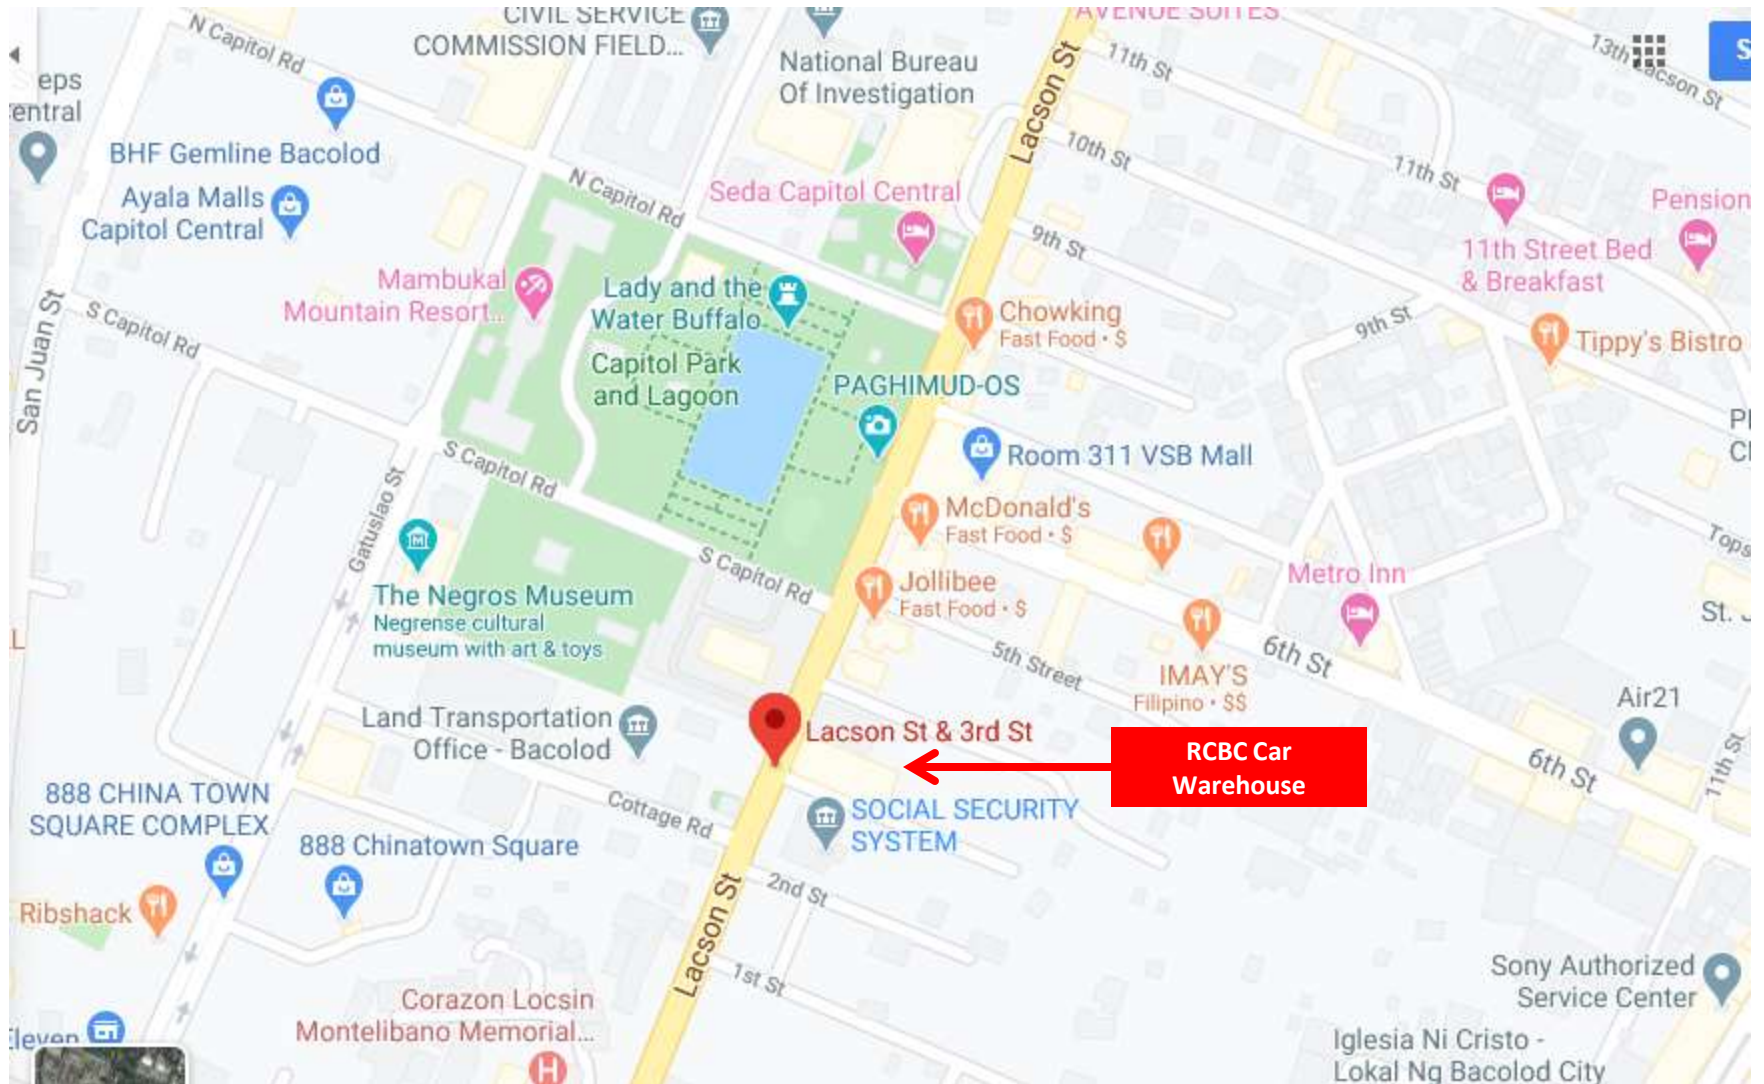 N Capitol Rd
CIVIL SERVICE
COMMISSION FIELD...
AVENUE SUITES
National Bureau
Of Investigation
Lacson St
11th St
13th Lacson St
S
eps
entral
BHF Gemline Bacolod
Ayala Malls
Capitol Central
N Capitol Rd
Seda Capitol Central
10th St
11th St
9th St
11th Street Bed
& Breakfast
Pension
Mambukal
Mountain Resort...
Lady and the
Water Buffalo
Chowking
Fast Food · $
9th St
Tippy's Bistro
San Juan St
S Capitol Rd
Capitol Park
and Lagoon
PAGHIMUD-OS
S Capitol Rd
Room 311 VSB Mall
McDonald's
Fast Food · $
Gatuslao St
S Capitol Rd
The Negros Museum
Negrense cultural
museum with art & toys
Jollibee
Fast Food · $
Metro Inn
Tops
St.
L
5th Street
IMAY'S
Filipino · $$
6th St
Air21
Land Transportation
Office - Bacolod
Lacson St & 3rd St
RCBC Car
Warehouse
6th St
11th St
888 CHINA TOWN
SQUARE COMPLEX
Cottage Rd
SOCIAL SECURITY
SYSTEM
888 Chinatown Square
2nd St
Ribshack
Lacson St
1st St
Sony Authorized
Service Center
Corazon Locsin
Montelibano Memorial...
Eleven
H
Iglesia Ni Cristo -
Lokal Ng Bacolod City